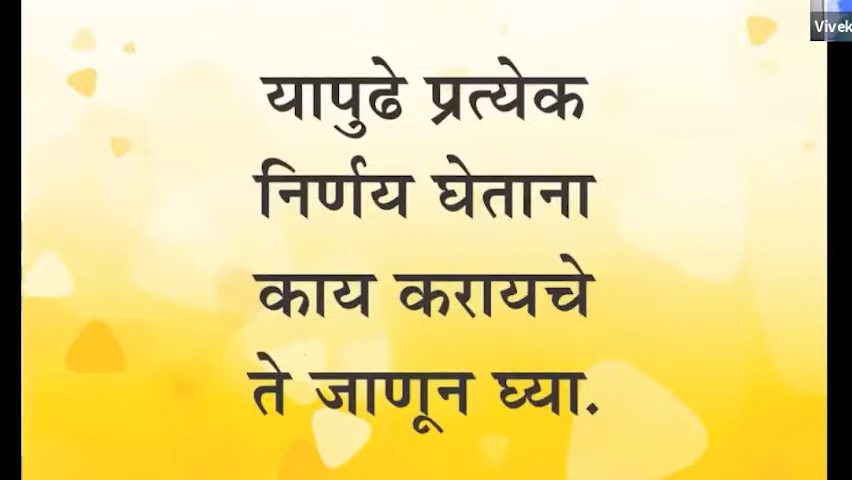 Vivek
यापुढे प्रत्येक
निर्णय घेताना
काय करायचे
ते जाणून घ्या.